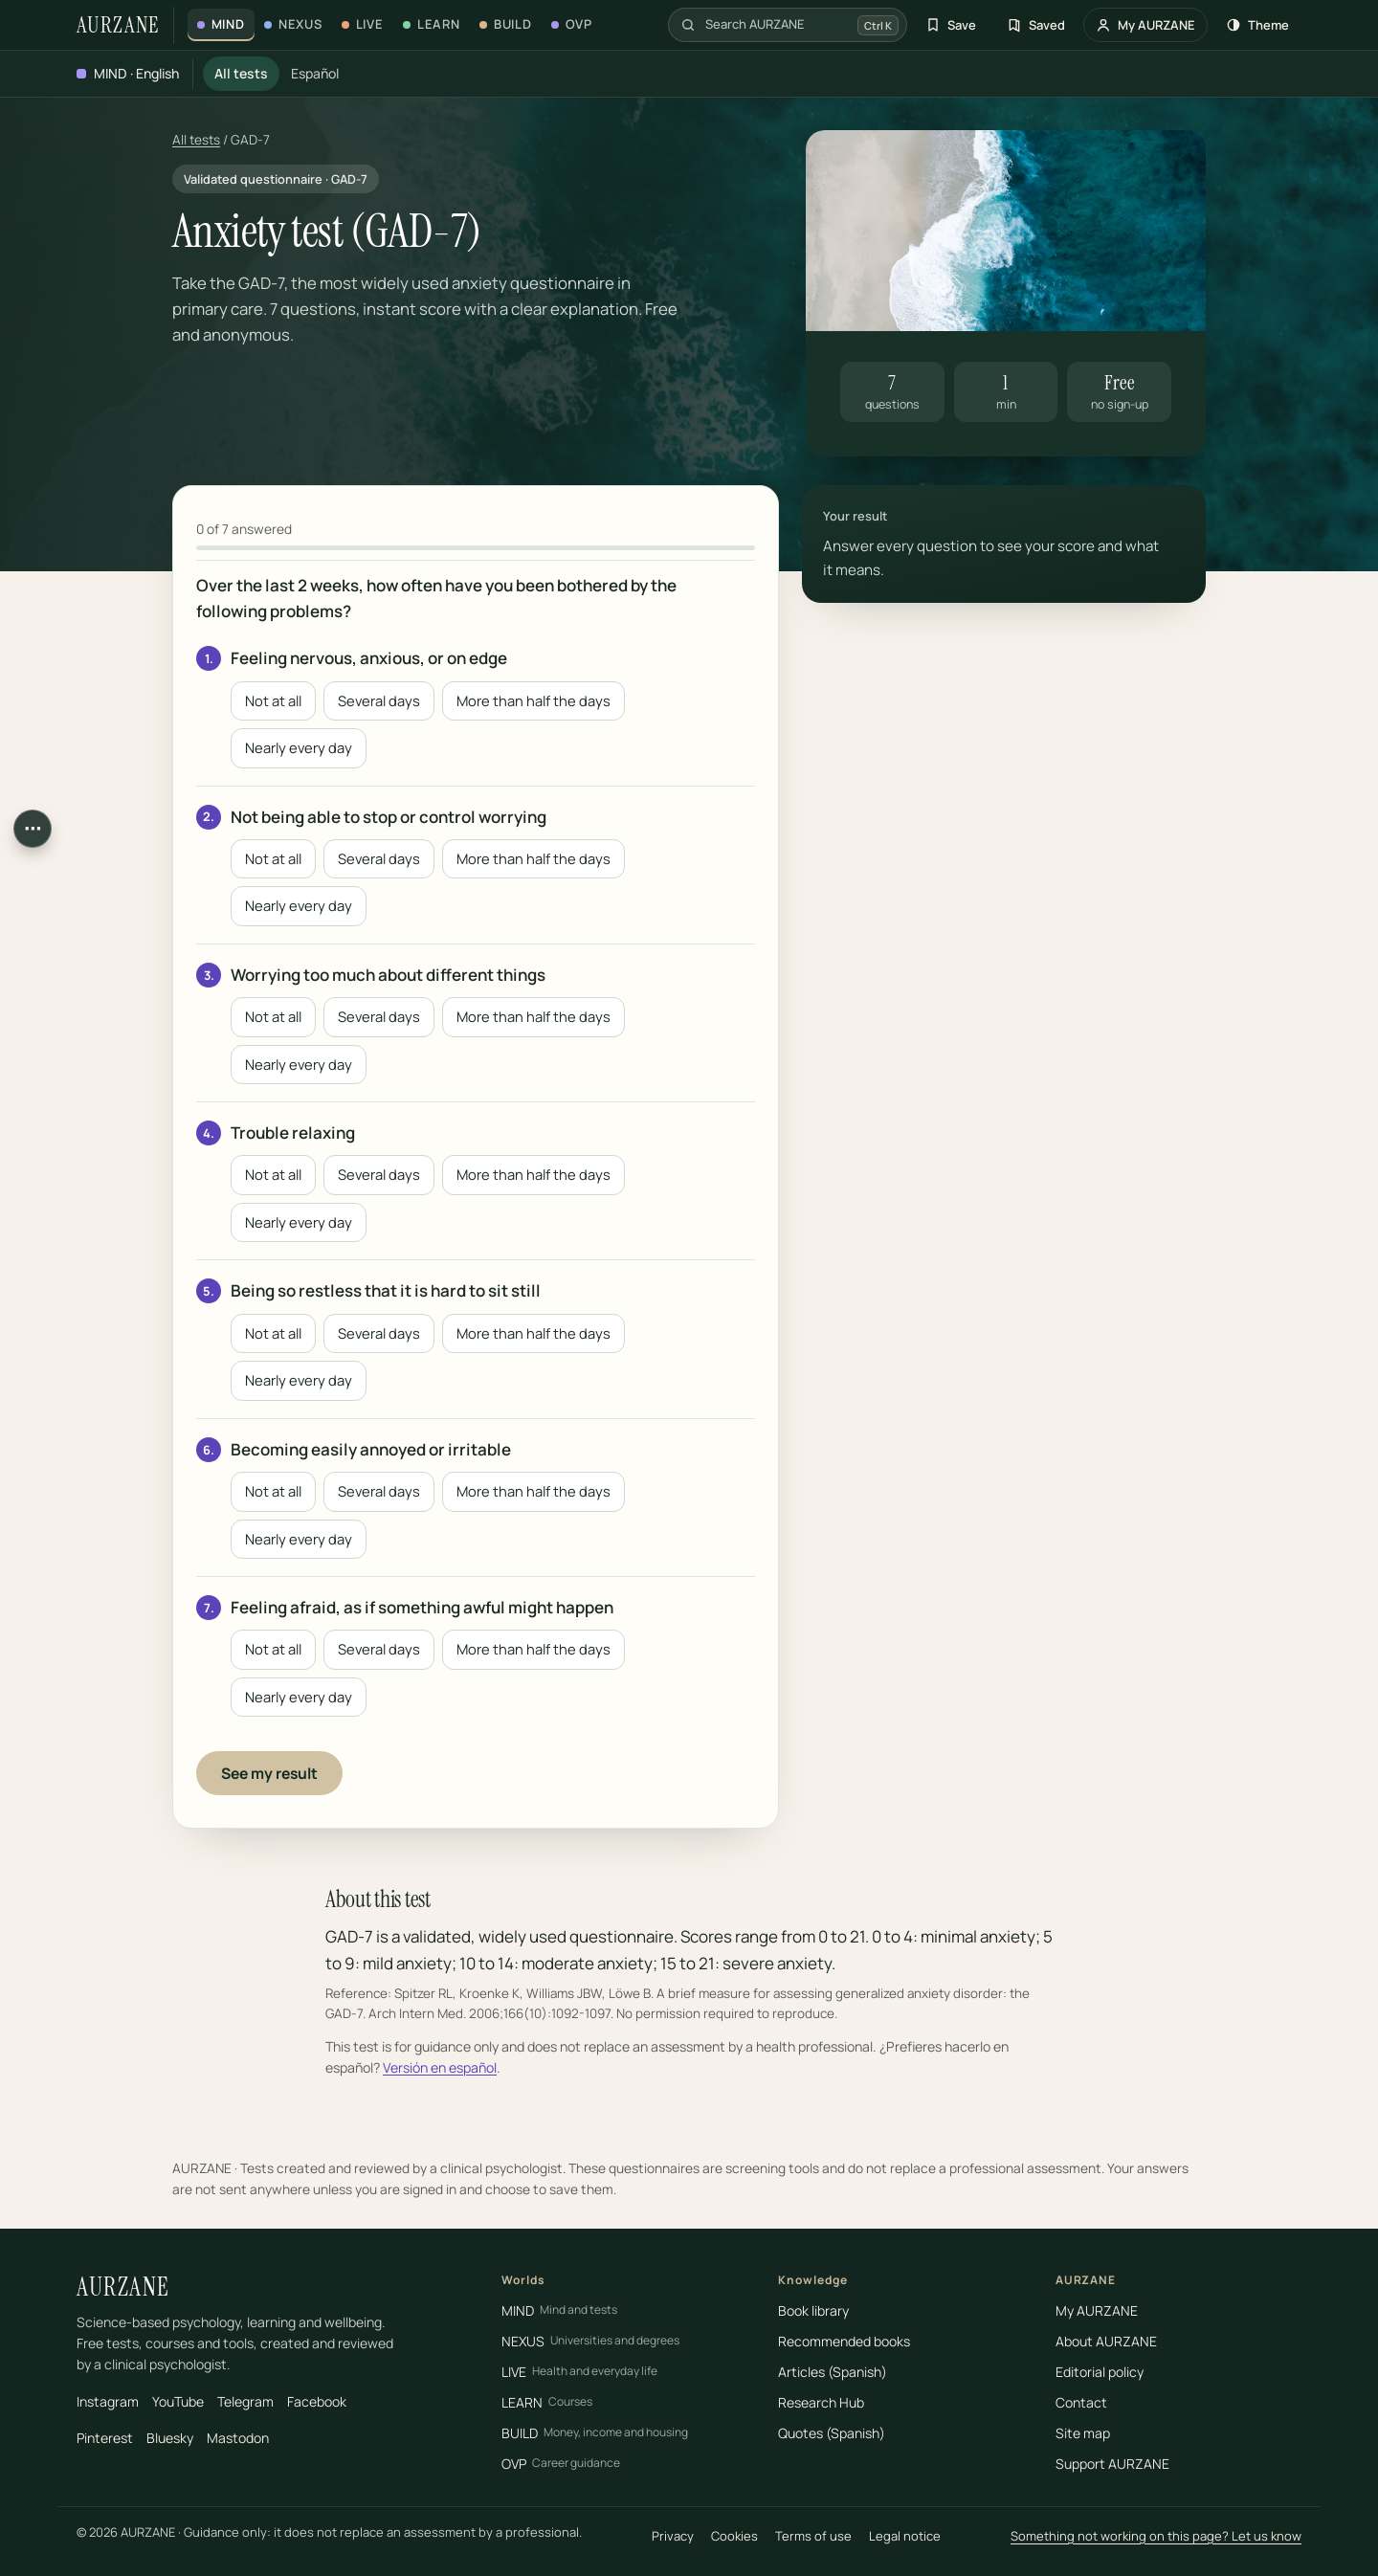 AURZANE
MIND
NEXUS
LIVE
LEARN
BUILD
OVP
Search AURZANE
Ctrl K
Save
Saved
My AURZANE
Theme
MIND · English
All tests
Español
All tests / GAD-7
Validated questionnaire · GAD-7
Anxiety test (GAD-7)
Take the GAD-7, the most widely used anxiety questionnaire in
primary care. 7 questions, instant score with a clear explanation. Free
and anonymous.
7
questions
1
min
Free
no sign-up
0 of 7 answered
Over the last 2 weeks, how often have you been bothered by the
following problems?
1. Feeling nervous, anxious, or on edge
Not at all
Several days
More than half the days
Nearly every day
2. Not being able to stop or control worrying
Not at all
Several days
More than half the days
Nearly every day
3. Worrying too much about different things
Not at all
Several days
More than half the days
Nearly every day
4. Trouble relaxing
Not at all
Several days
More than half the days
Nearly every day
5. Being so restless that it is hard to sit still
Not at all
Several days
More than half the days
Nearly every day
6. Becoming easily annoyed or irritable
Not at all
Several days
More than half the days
Nearly every day
7. Feeling afraid, as if something awful might happen
Not at all
Several days
More than half the days
Nearly every day
See my result
Your result
Answer every question to see your score and what
it means.
About this test
GAD-7 is a validated, widely used questionnaire. Scores range from 0 to 21. 0 to 4: minimal anxiety; 5
to 9: mild anxiety; 10 to 14: moderate anxiety; 15 to 21: severe anxiety.
Reference: Spitzer RL, Kroenke K, Williams JBW, Löwe B. A brief measure for assessing generalized anxiety disorder: the
GAD-7. Arch Intern Med. 2006;166(10):1092-1097. No permission required to reproduce.
This test is for guidance only and does not replace an assessment by a health professional. ¿Prefieres hacerlo en
español? Versión en español.
AURZANE · Tests created and reviewed by a clinical psychologist. These questionnaires are screening tools and do not replace a professional assessment. Your answers
are not sent anywhere unless you are signed in and choose to save them.
AURZANE
Science-based psychology, learning and wellbeing.
Free tests, courses and tools, created and reviewed
by a clinical psychologist.
Instagram YouTube Telegram Facebook
Pinterest Bluesky Mastodon
Worlds
MIND Mind and tests
NEXUS Universities and degrees
LIVE Health and everyday life
LEARN Courses
BUILD Money, income and housing
OVP Career guidance
Knowledge
Book library
Recommended books
Articles (Spanish)
Research Hub
Quotes (Spanish)
AURZANE
My AURZANE
About AURZANE
Editorial policy
Contact
Site map
Support AURZANE
© 2026 AURZANE · Guidance only: it does not replace an assessment by a professional.
Privacy
Cookies
Terms of use
Legal notice
Something not working on this page? Let us know